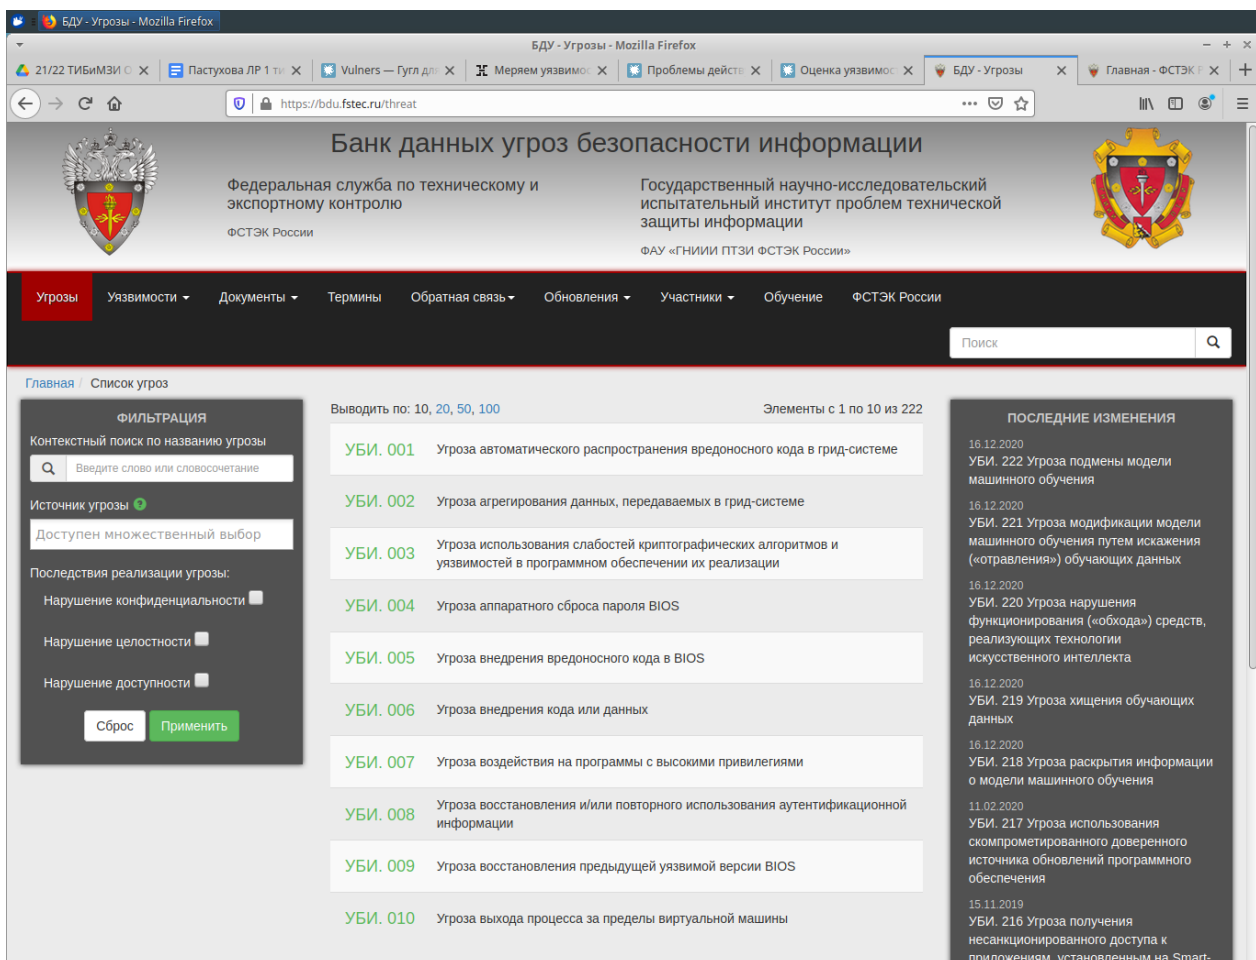 БДУ - Угрозы - Mozilla Firefox
БДУ - Угрозы - Mozilla Firefox
21/22 ТИБиМЗИ
Пастухова ЛР 1
Vulners — Гугл
Меряем
Проблемы
Оценка
БДУ - Угрозы
Главная - ФСТЭК
https://bdu.fstec.ru/threat
Банк данных угроз безопасности информации
Федеральная служба по техническому и
экспортному контролю
ФСТЭК России
Государственный научно-исследовательский
испытательный институт проблем технической
защиты информации
ФАУ «ГНИИИ ПТЗИ ФСТЭК России»
Угрозы
Уязвимости
Документы
Термины
Обратная связь
Обновления
Участники
Обучение
ФСТЭК России
Поиск
Главная / Список угроз
ФИЛЬТРАЦИЯ
Контекстный поиск по названию угрозы
Введите слово или словосочетание
Источник угрозы
Доступен множественный выбор
Последствия реализации угрозы:
Нарушение конфиденциальности
Нарушение целостности
Нарушение доступности
Сброс
Применить
Выводить по: 10, 20, 50, 100
Элементы с 1 по 10 из 222
УБИ. 001 Угроза автоматического распространения вредоносного кода в грид-системе
УБИ. 002 Угроза агрегирования данных, передаваемых в грид-системе
УБИ. 003 Угроза использования слабостей криптографических алгоритмов и
уязвимостей в программном обеспечении их реализации
УБИ. 004 Угроза аппаратного сброса пароля BIOS
УБИ. 005 Угроза внедрения вредоносного кода в BIOS
УБИ. 006 Угроза внедрения кода или данных
УБИ. 007 Угроза воздействия на программы с высокими привилегиями
УБИ. 008 Угроза восстановления и/или повторного использования аутентификационной
информации
УБИ. 009 Угроза восстановления предыдущей уязвимой версии BIOS
УБИ. 010 Угроза выхода процесса за пределы виртуальной машины
ПОСЛЕДНИЕ ИЗМЕНЕНИЯ
16.12.2020
УБИ. 222 Угроза подмены модели
машинного обучения
16.12.2020
УБИ. 221 Угроза модификации модели
машинного обучения путем искажения
(«отравления») обучающих данных
16.12.2020
УБИ. 220 Угроза нарушения
функционирования («обхода») средств,
реализующих технологии
искусственного интеллекта
16.12.2020
УБИ. 219 Угроза хищения обучающих
данных
16.12.2020
УБИ. 218 Угроза раскрытия информации
о модели машинного обучения
11.02.2020
УБИ. 217 Угроза использования
скомпрометированного доверенного
источника обновлений программного
обеспечения
15.11.2019
УБИ. 216 Угроза получения
несанкционированного доступа к
приложениям, установленным на Smart-